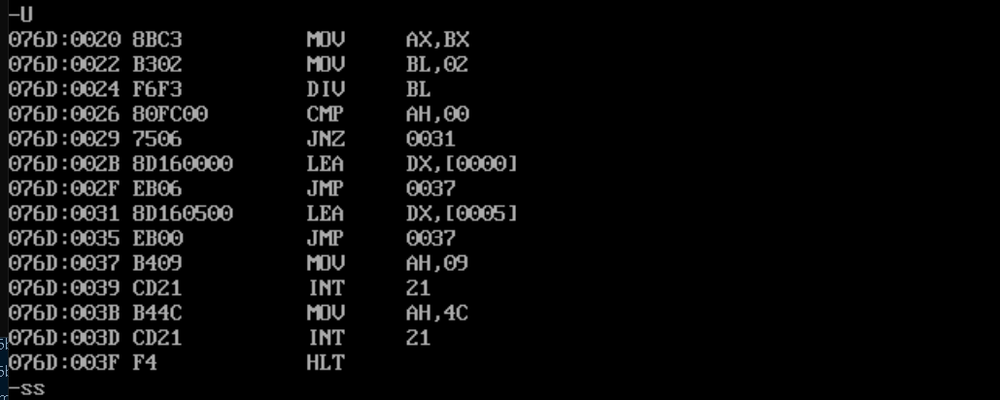 -U
076D:0020 8BC3 MOV AX,BX
076D:0022 B302 MOV BL,02
076D:0024 F6F3 DIV BL
076D:0026 80FC00 CMP AH,00
076D:0029 7506 JNZ 0031
076D:002B 8D160000 LEA DX,[0000]
076D:002F EB06 JMP 0037
076D:0031 8D160500 LEA DX,[0005]
076D:0035 EB00 JMP 0037
076D:0037 B409 MOV AH,09
076D:0039 CD21 INT 21
076D:003B B44C MOV AH,4C
076D:003D CD21 INT 21
076D:003F F4 HLT
-ss